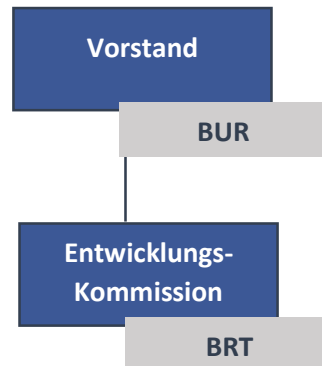 Vorstand
BUR
Entwicklungs-
Kommission
BRT